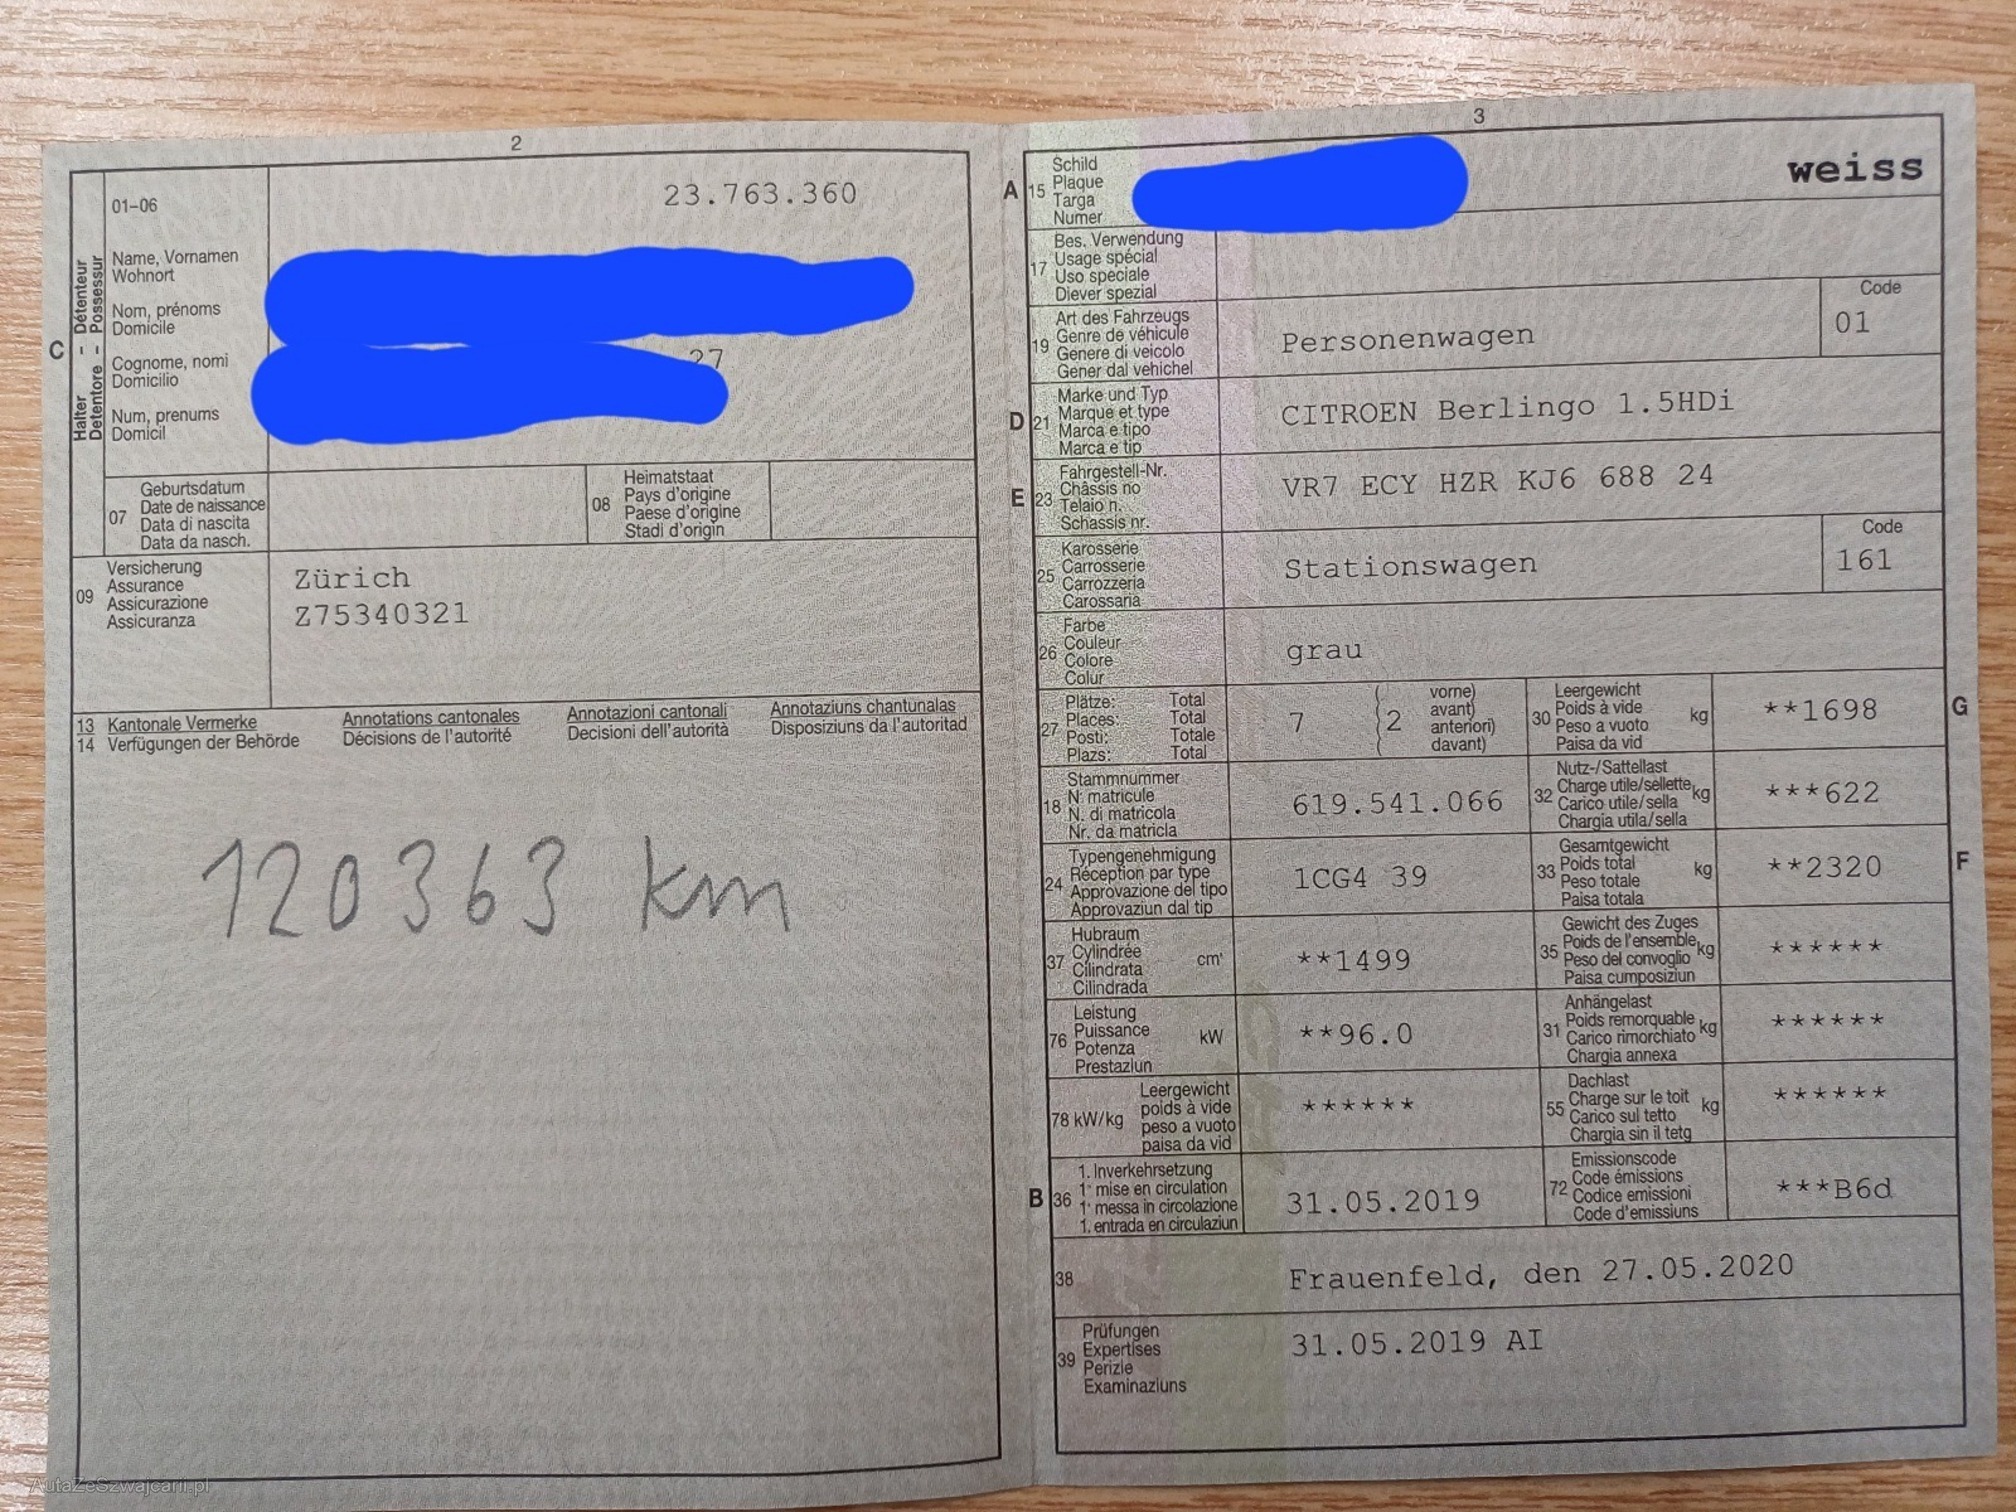 2
01–06
23.763.360
C
Halter – Détenteur
Detentore – Possessur
Name, Vornamen
Wohnort
Nom, prénoms
Domicile
Cognome, nomi
Domicilio
Num, prenums
Domicil
27
07
Geburtsdatum
Date de naissance
Data di nascita
Data da nasch.
08
Heimatstaat
Pays d'origine
Paese d'origine
Stadi d'origin
09
Versicherung
Assurance
Assicurazione
Assicuranza
Zürich
Z75340321
13 Kantonale Vermerke
14 Verfügungen der Behörde
Annotations cantonales
Décisions de l'autorité
Annotazioni cantonali
Decisioni dell'autorità
Annotaziuns chantunalas
Disposiziuns da l'autoritad
120363 km
3
A 15
Schild
Plaque
Targa
Numer
weiss
17
Bes. Verwendung
Usage spécial
Uso speciale
Diever spezial
19
Art des Fahrzeugs
Genre de véhicule
Genere di veicolo
Gener dal vehichel
Personenwagen
Code
01
D 21
Marke und Typ
Marque et type
Marca e tipo
Marca e tip
CITROEN Berlingo 1.5HDi
E 23
Fahrgestell-Nr.
Châssis no
Telaio n.
Schassis nr.
VR7 ECY HZR KJ6 688 24
25
Karosserie
Carrosserie
Carrozzeria
Carossaria
Stationswagen
Code
161
26
Farbe
Couleur
Colore
Colur
grau
27
Plätze: Total
Places: Total
Posti: Totale
Plazs: Total
7
2
vorne)
avant)
anteriori)
davant)
30
Leergewicht
Poids à vide
Peso a vuoto
Paisa da vid
kg
**1698
G
18
Stammnummer
N° matricule
N. di matricola
Nr. da matricla
619.541.066
32
Nutz-/Sattellast
Charge utile/sellette
Carico utile/sella
Chargia utila/sella
kg
***622
24
Typengenehmigung
Réception par type
Approvazione del tipo
Approvaziun dal tip
1CG4 39
33
Gesamtgewicht
Poids total
Peso totale
Paisa totala
kg
**2320
F
37
Hubraum
Cylindrée
Cilindrata
Cilindrada
cm³
**1499
35
Gewicht des Zuges
Poids de l'ensemble
Peso del convoglio
Paisa cumposiziun
kg
******
76
Leistung
Puissance
Potenza
Prestaziun
kW
**96.0
31
Anhängelast
Poids remorquable
Carico rimorchiato
Chargia annexa
kg
******
78 kW/kg
Leergewicht
poids à vide
peso a vuoto
paisa da vid
******
55
Dachlast
Charge sur le toit
Carico sul tetto
Chargia sin il tetg
kg
******
B 36
1. Inverkehrsetzung
1ᵉ mise en circulation
1ᵃ messa in circolazione
1. entrada en circulaziun
31.05.2019
72
Emissionscode
Code émissions
Codice emissioni
Code d'emissiuns
***B6d
38
Frauenfeld, den 27.05.2020
39
Prüfungen
Expertises
Perizie
Examinaziuns
31.05.2019 AI
AutaZeSzwajcarii.pl